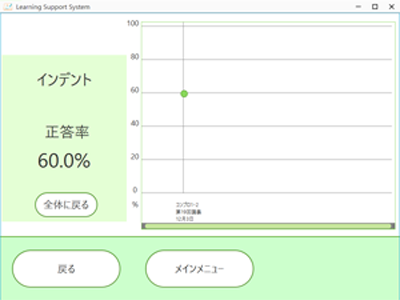 Learning Support System
インデント
正答率
60.0%
全体に戻る
100
80
60
40
20
0
%
コンプロ1-2
第10回講義
12月3日
戻る
メインメニュー